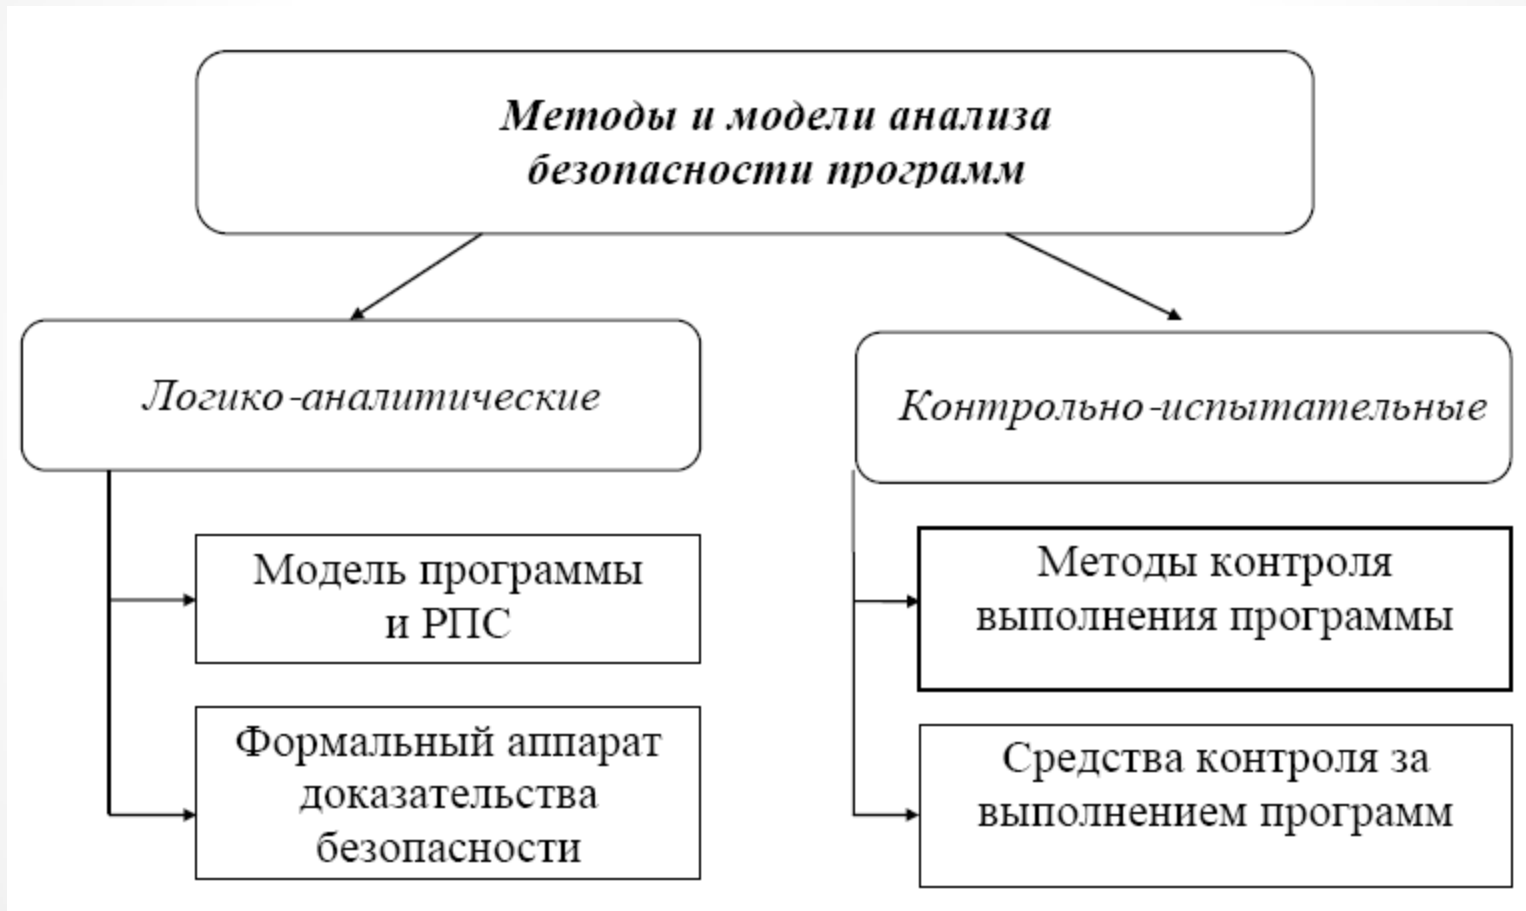 Методы и модели анализа
безопасности программ
Логико-аналитические
Контрольно-испытательные
Модель программы
и РПС
Формальный аппарат
доказательства
безопасности
Методы контроля
выполнения программы
Средства контроля за
выполнением программ